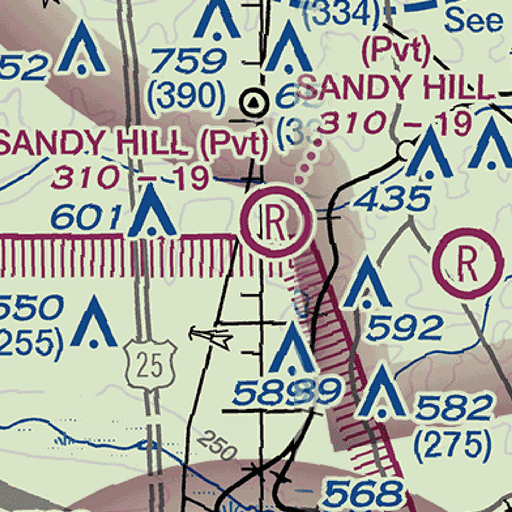 (334)
See
(Pvt)
52
759
(390)
SANDY HILL
310 – 19
SANDY HILL (Pvt)
310 – 19
601
435
R
R
550
(255)
592
25
582
(275)
250
568